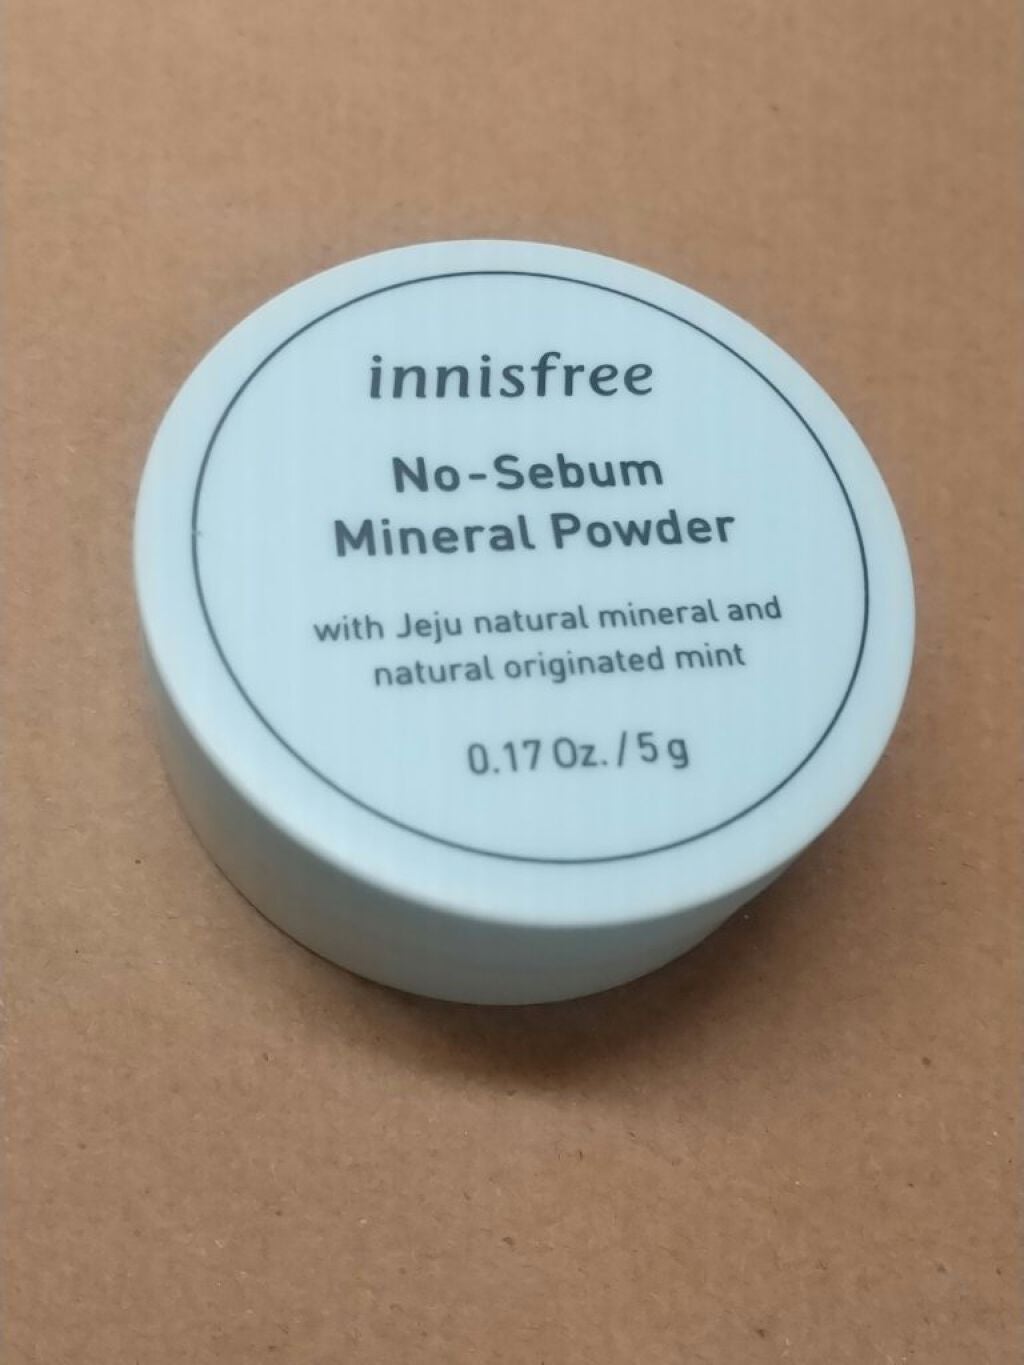 innisfree
No-Sebum
Mineral Powder
with Jeju natural mineral and
natural originated mint
0.17 Oz. / 5 g